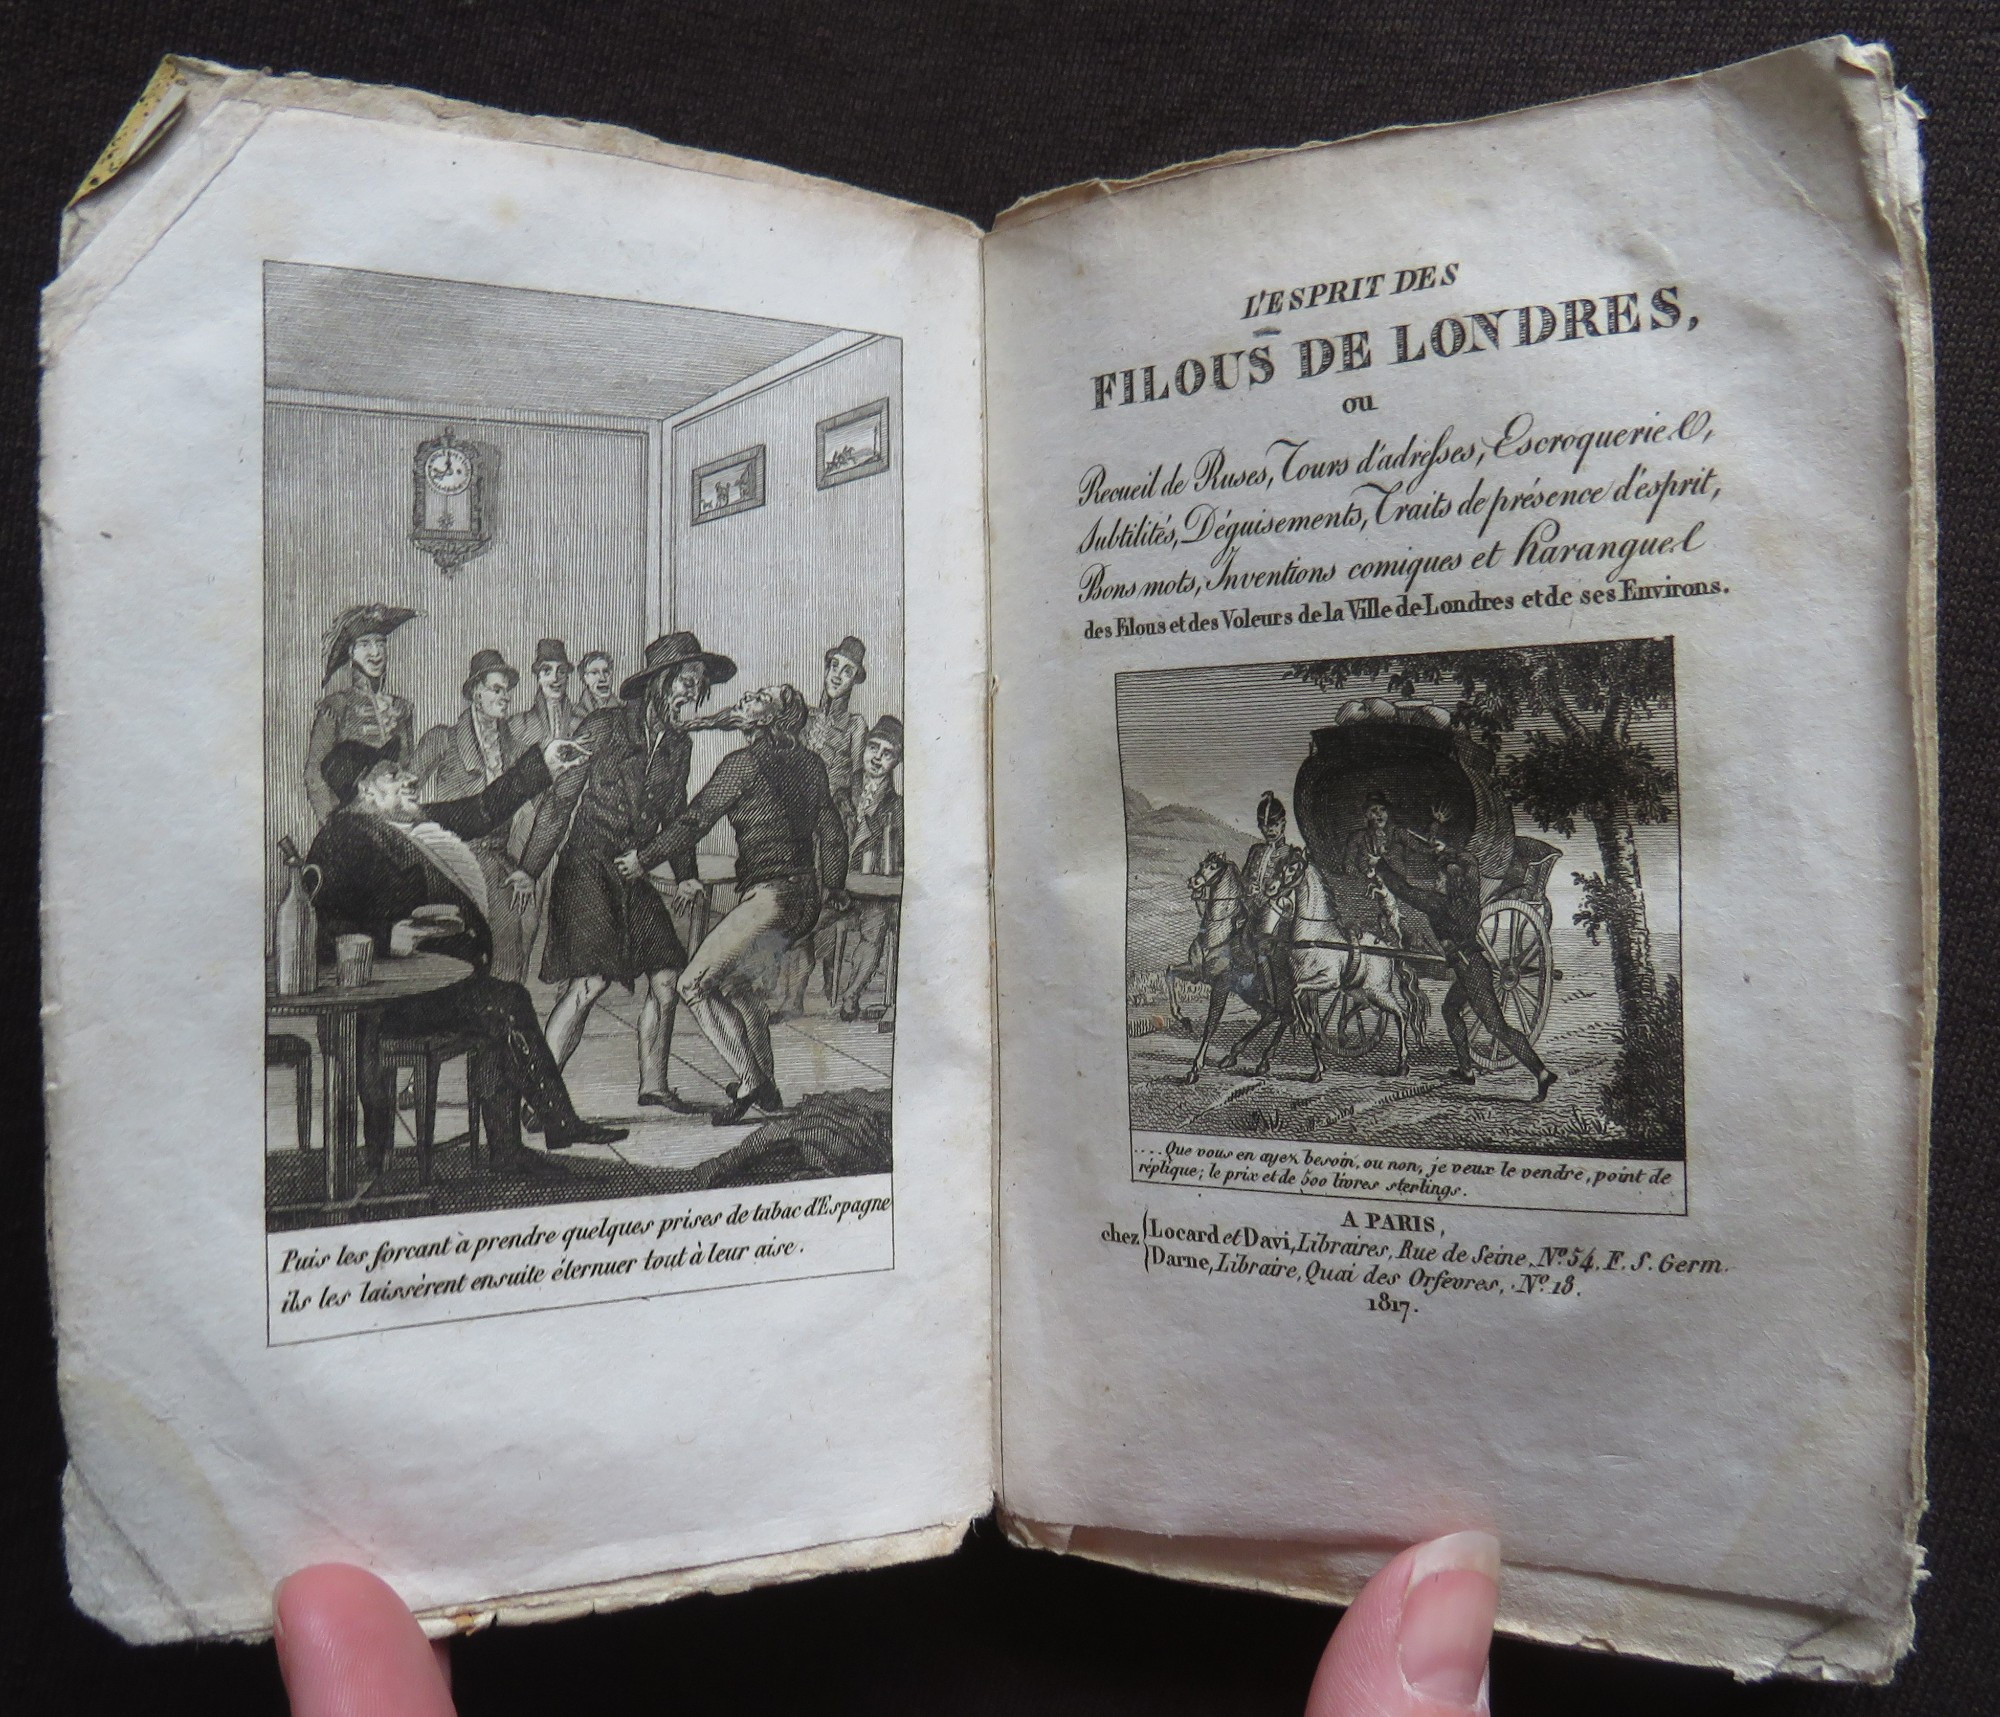 Puis les forcant à prendre quelques prises de tabac d'Espagne
ils les laissèrent ensuite éternuer tout à leur aise.
L'ESPRIT DES
FILOUS DE LONDRES,
ou
Recueil de Ruses, Tours d'adresses, Escroqueries,
Subtilités, Déguisements, Traits de présence d'esprit,
Bons mots, Inventions comiques et harangues
des Filous et des Voleurs de la Ville de Londres et de ses Environs.
....Que vous en ayez besoin, ou non, je veux le vendre, point de
réplique; le prix et de 500 livres sterlings.
A PARIS,
chez Locard et Davi, Libraires, Rue de Seine, N.º 54. F. S. Germ.
Darne, Libraire, Quai des Orfèvres, N.º 18.
1817.